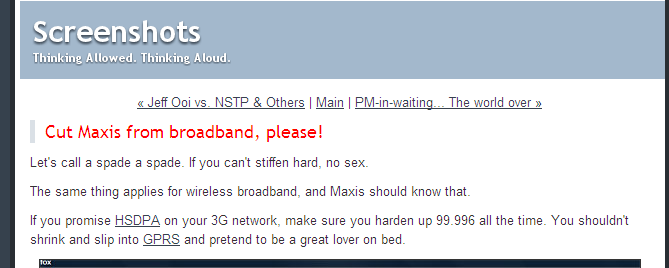 Screenshots
Thinking Allowed. Thinking Aloud.
« Jeff Ooi vs. NSTP & Others | Main | PM-in-waiting... The world over »
Cut Maxis from broadband, please!
Let's call a spade a spade. If you can't stiffen hard, no sex.
The same thing applies for wireless broadband, and Maxis should know that.
If you promise HSDPA on your 3G network, make sure you harden up 99.996 all the time. You shouldn't
shrink and slip into GPRS and pretend to be a great lover on bed.
fox